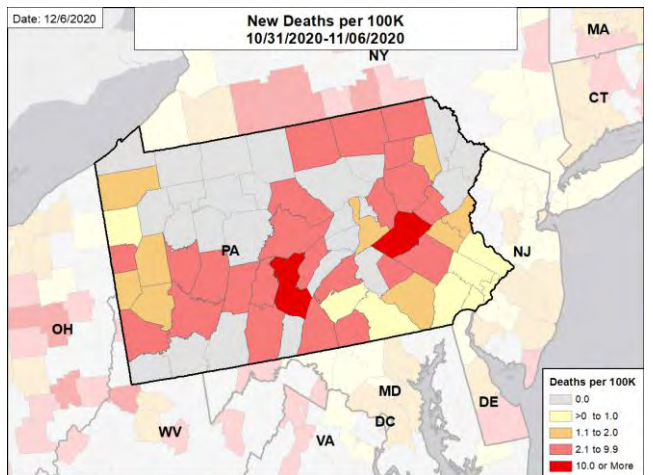 Date: 12/6/2020
New Deaths per 100K
10/31/2020-11/06/2020
NY
MA
CT
PA
NJ
OH
MD
DE
WV
DC
VA
Deaths per 100K
0.0
>0 to 1.0
1.1 to 2.0
2.1 to 9.9
10.0 or More